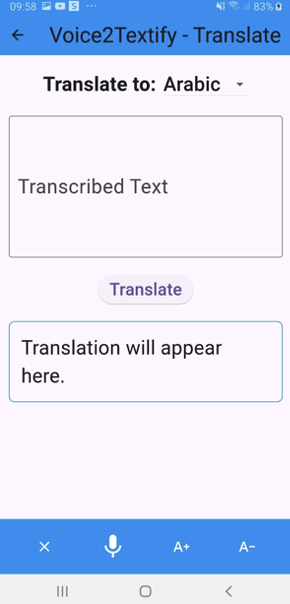 09:58 S ... 83%
Voice2Textify - Translate
Translate to: Arabic
Transcribed Text
Translate
Translation will appear
here.
A+ A-